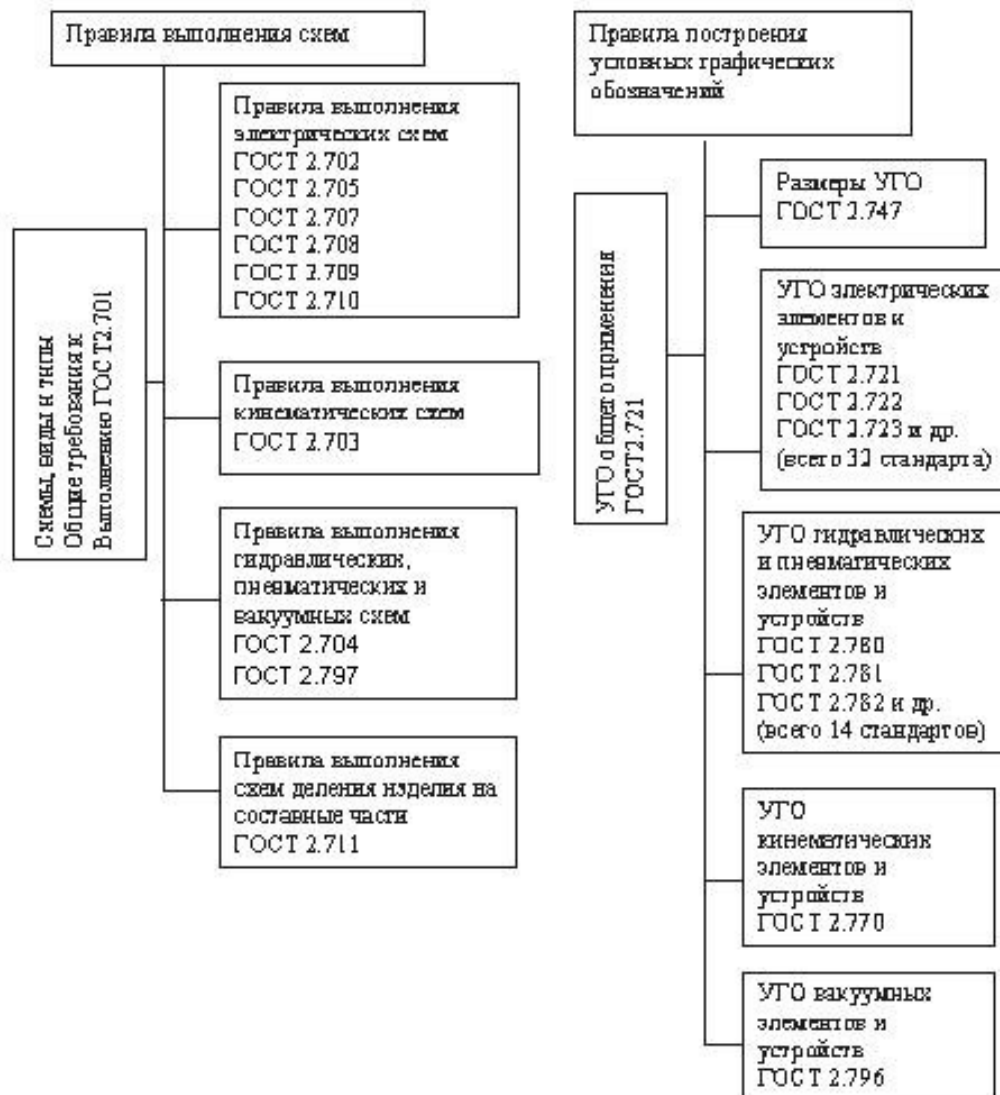 Правила выполнения схем
Схемы, виды и типы
Общие требования к
Выполнению ГОСТ2.701
Правила выполнения
электрических схем
ГОСТ 2.702
ГОСТ 2.705
ГОСТ 2.707
ГОСТ 2.708
ГОСТ 2.709
ГОСТ 2.710
Правила выполнения
кинематических схем
ГОСТ 2.703
Правила выполнения
гидравлических,
пневматических и
вакуумных схем
ГОСТ 2.704
ГОСТ 2.797
Правила выполнения
схем деления изделия на
составные части
ГОСТ 2.711
Правила построения
условных графических
обозначений
УГО общего применения
ГОСТ2.721
Размеры УГО
ГОСТ 2.747
УГО электрических
элементов и
устройств
ГОСТ 2.721
ГОСТ 2.722
ГОСТ 2.723 и др.
(всего 32 стандарта)
УГО гидравлических
и пневматических
элементов и
устройств
ГОСТ 2.780
ГОСТ 2.781
ГОСТ 2.782 и др.
(всего 14 стандартов)
УГО
кинематических
элементов и
устройств
ГОСТ 2.770
УГО вакуумных
элементов и
устройств
ГОСТ 2.796